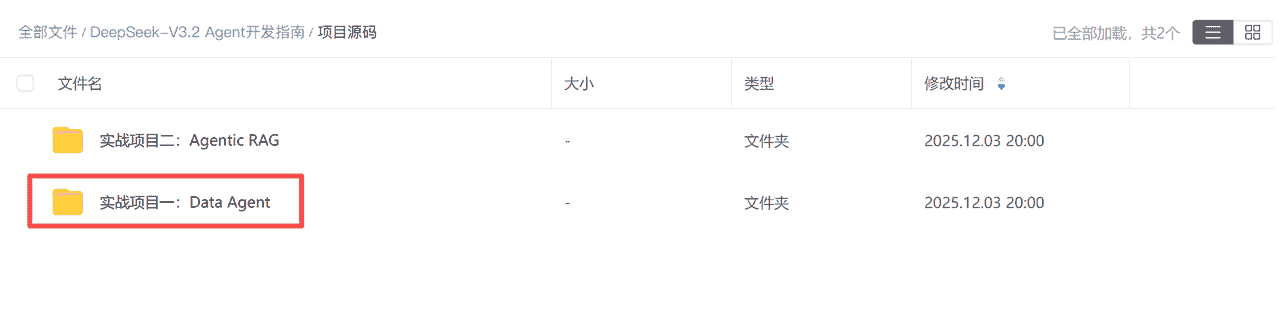 全部文件 / DeepSeek-V3.2 Agent开发指南 / 项目源码 已全部加载，共2个
文件名 大小 类型 修改时间
实战项目二：Agentic RAG - 文件夹 2025.12.03 20:00
实战项目一：Data Agent - 文件夹 2025.12.03 20:00